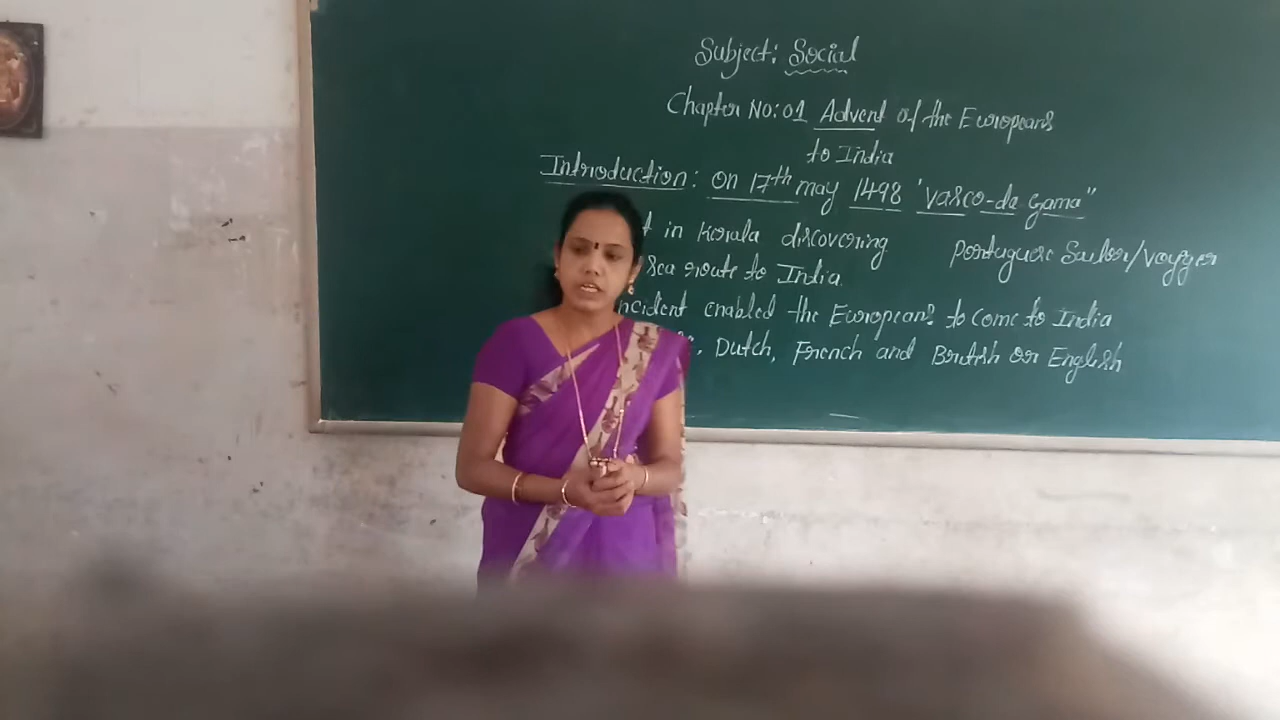 Subject: Social
Chapter No: 01 Advent of the Europeans
to India
Introduction: on 17th may 1498 'Vasco-da gama"
in Kerala discovering Portuguese Sailor/Voyger
sea route to India.
ncident enabled the Europeans to come to India
, Dutch, French and British or English